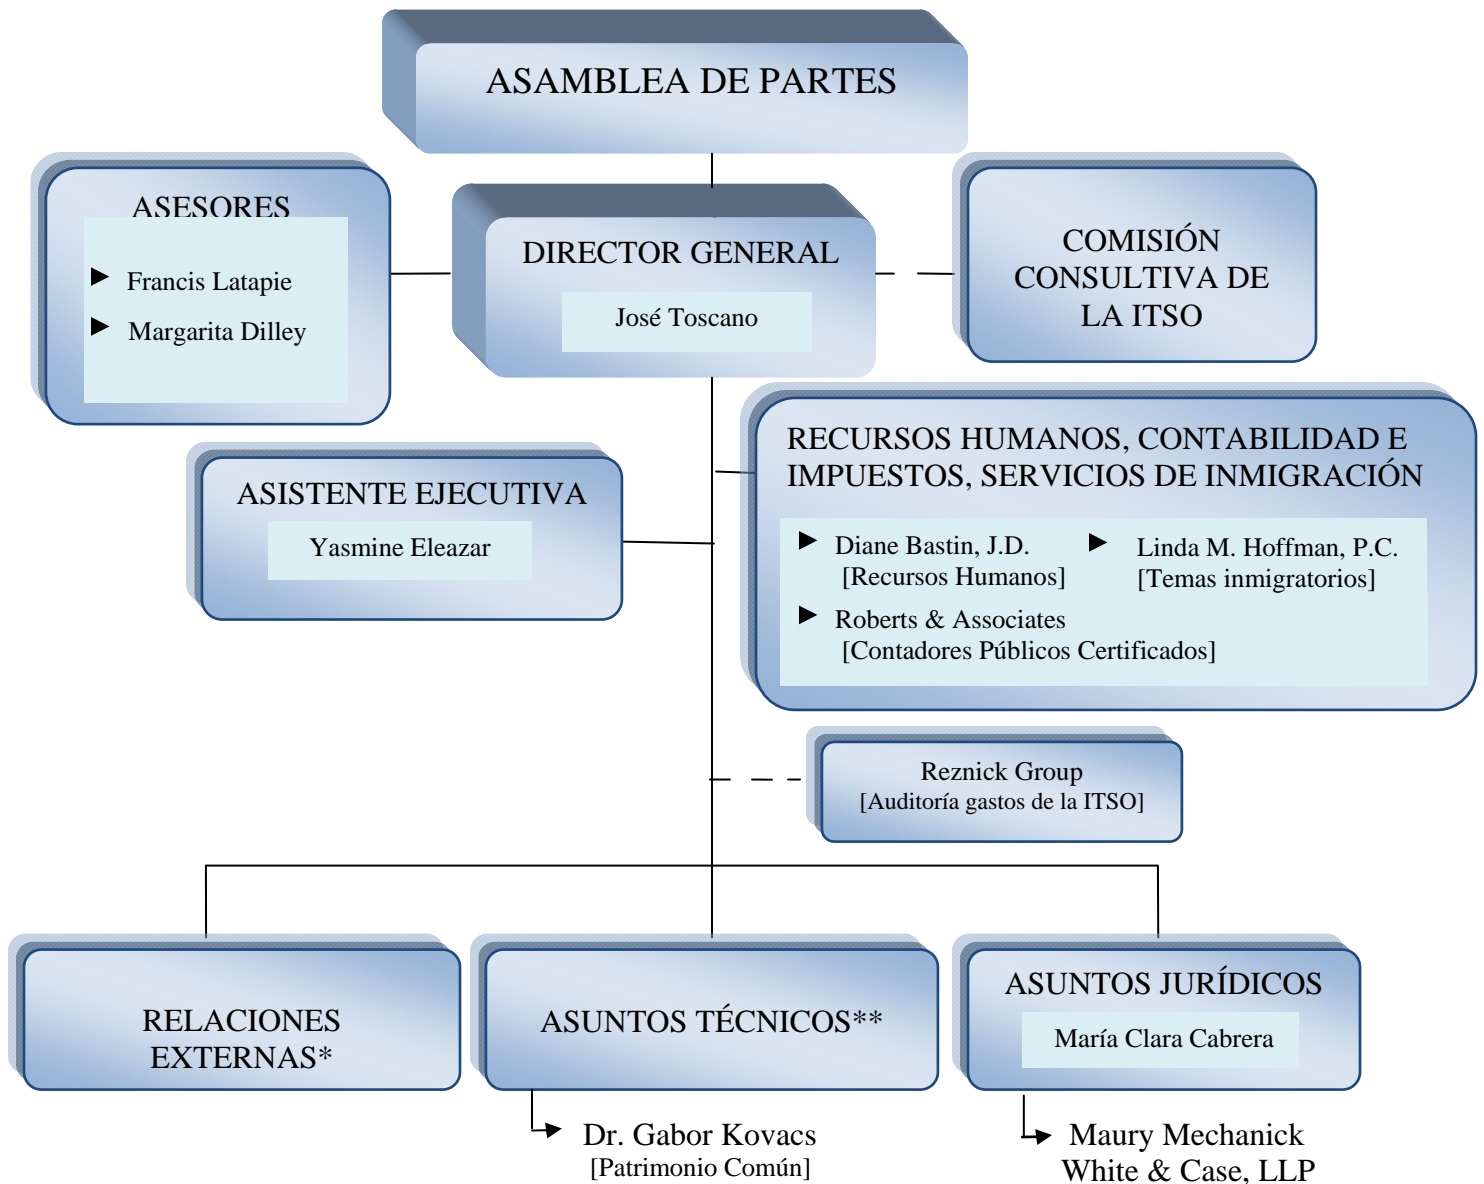 ASAMBLEA DE PARTES
ASESORES
► Francis Latapie
► Margarita Dilley
DIRECTOR GENERAL
José Toscano
COMISIÓN
CONSULTIVA DE
LA ITSO
RECURSOS HUMANOS, CONTABILIDAD E
IMPUESTOS, SERVICIOS DE INMIGRACIÓN
► Diane Bastin, J.D.
[Recursos Humanos]
► Linda M. Hoffman, P.C.
[Temas inmigratorios]
► Roberts & Associates
[Contadores Públicos Certificados]
ASISTENTE EJECUTIVA
Yasmine Eleazar
Reznick Group
[Auditoría gastos de la ITSO]
RELACIONES
EXTERNAS*
ASUNTOS TÉCNICOS**
ASUNTOS JURÍDICOS
María Clara Cabrera
Dr. Gabor Kovacs
[Patrimonio Común]
Maury Mechanick
White & Case, LLP